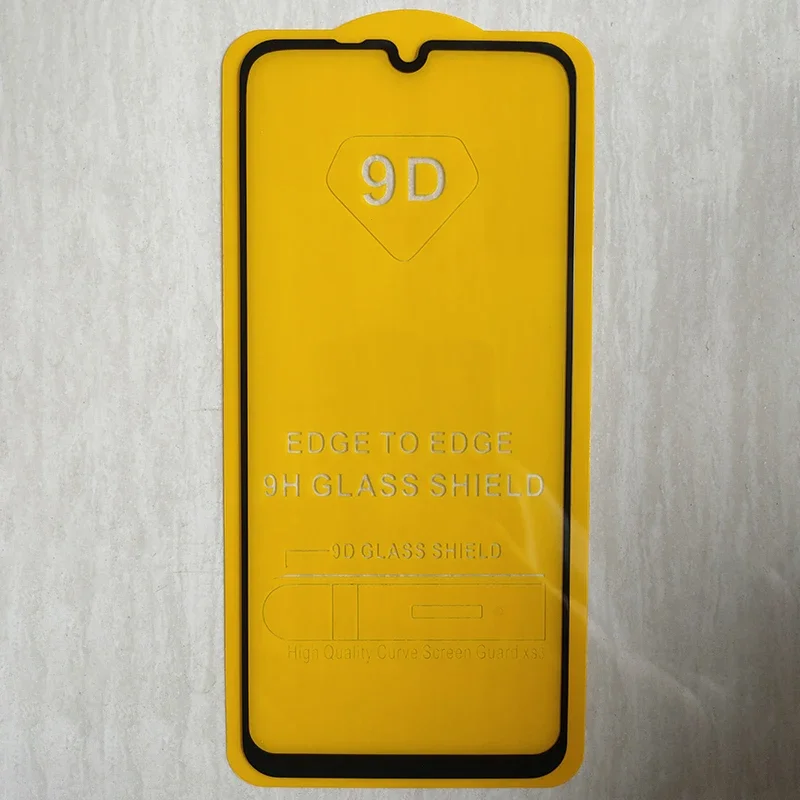 9D
EDGE TO EDGE
9H GLASS SHIELD
9D GLASS SHIELD
High Quality Curve Screen Guard